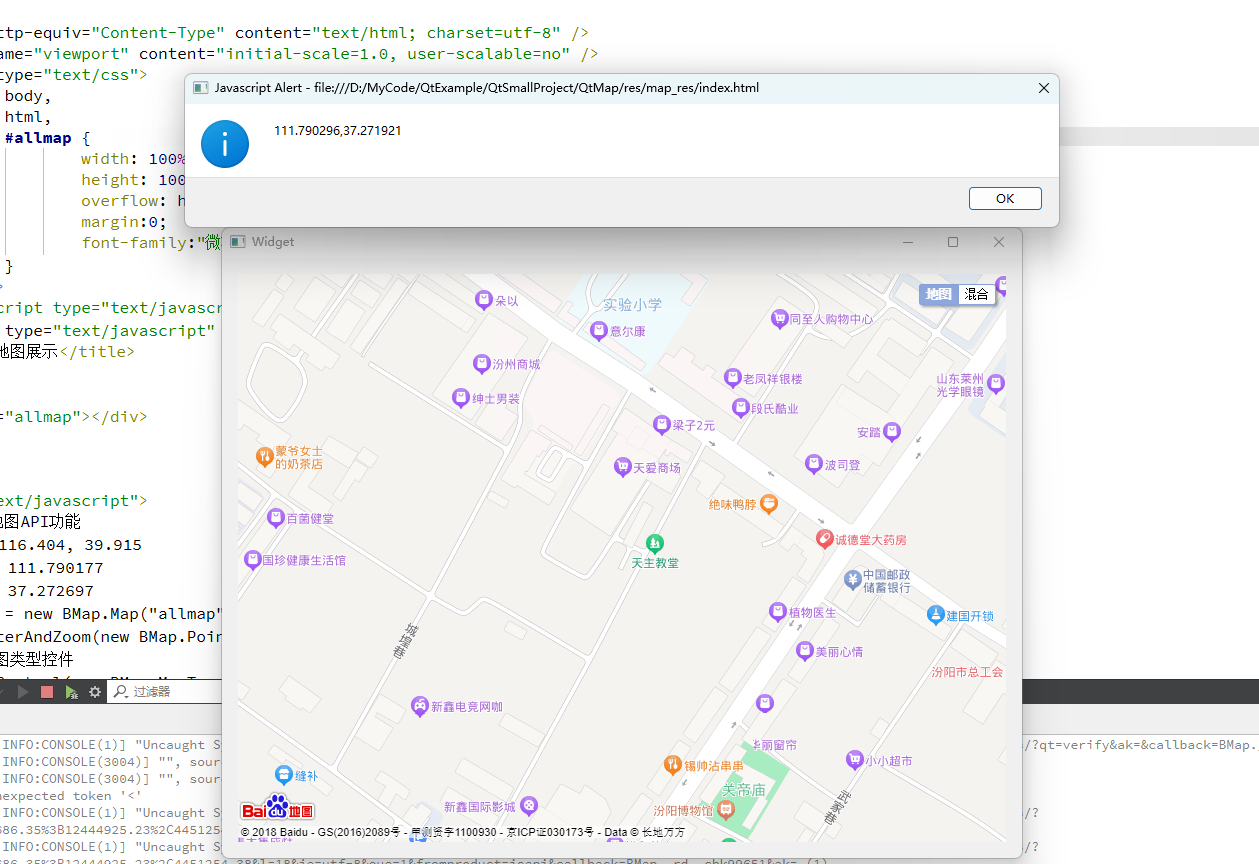 ttp-equiv="Content-Type" content="text/html; charset=utf-8" />
ame="viewport" content="initial-scale=1.0, user-scalable=no" />
type="text/css">
body,
html,
#allmap {
width: 100%
height: 100
overflow: h
margin:0;
font-family:"微
}
cript type="text/javascr
type="text/javascript"
地图展示</title>
="allmap"></div>
ext/javascript">
地图API功能
116.404, 39.915
111.790177
37.272697
= new BMap.Map("allmap"
terAndZoom(new BMap.Poin
图类型控件
Javascript Alert - file:///D:/MyCode/QtExample/QtSmallProject/QtMap/res/map_res/index.html
111.790296,37.271921
OK
Widget
地图 混合
朵以
实验小学
意尔康
同至人购物中心
汾州商城
老凤祥银楼
山东莱州
光学眼镜
绅士男装
段氏酷业
梁子2元
安踏
蒙爷女士
的奶茶店
天爱商场
波司登
绝味鸭脖
百菌健堂
诚德堂大药房
国珍健康生活馆
天主教堂
中国邮政
储蓄银行
植物医生
建国开锁
城隍巷
美丽心情
汾阳市总工会
新鑫电竞网咖
华丽窗帘
小小超市
锡帅沾串串
缝补
关帝庙
武家巷
新鑫国际影城
汾阳博物馆
Bai du 地图
© 2018 Baidu - GS(2016)2089号 - 甲测资字1100930 - 京ICP证030173号 - Data © 长地万方
过滤器
INFO:CONSOLE(1)] "Uncaught S
/?qt=verify&ak=&callback=BMap.
INFO:CONSOLE(3004)] "", sour
INFO:CONSOLE(3004)] "", sour
nexpected token '<'
INFO:CONSOLE(1)] "Uncaught S
/?
686.35%3B12444925.23%2C445125
INFO:CONSOLE(1)] "Uncaught S
/?